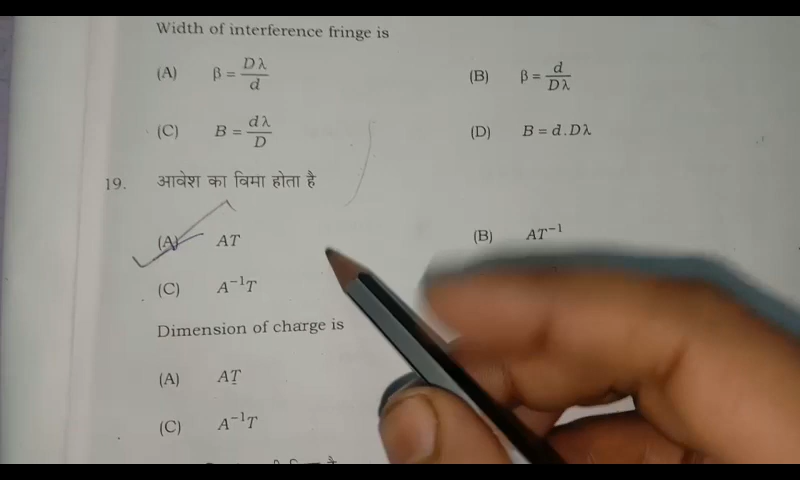 Width of interference fringe is
(A) β = Dλ/d (B) β = d/Dλ
(C) B = dλ/D (D) B = d.Dλ
19. आवेश का विमा होता है
(A) AT (B) AT⁻¹
(C) A⁻¹T
Dimension of charge is
(A) AT
(C) A⁻¹T